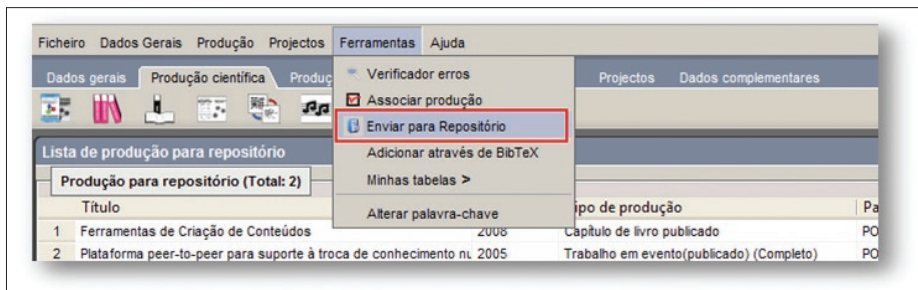 Ficheiro Dados Gerais Produção Projectos Ferramentas Ajuda
Dados gerais Produção científica Projectos Dados complementares
Verificador erros
Associar produção
Enviar para Repositório
Adicionar através de BibTeX
Minhas tabelas >
Alterar palavra-chave
Lista de produção para repositório
Produção para repositório (Total: 2)
Título de produção
1 Ferramentas de Criação de Conteúdos 2008 Capítulo de livro publicado
2 Plataforma peer-to-peer para suporte à troca de conhecimento 2005 Trabalho em evento(publicado) (Completo)